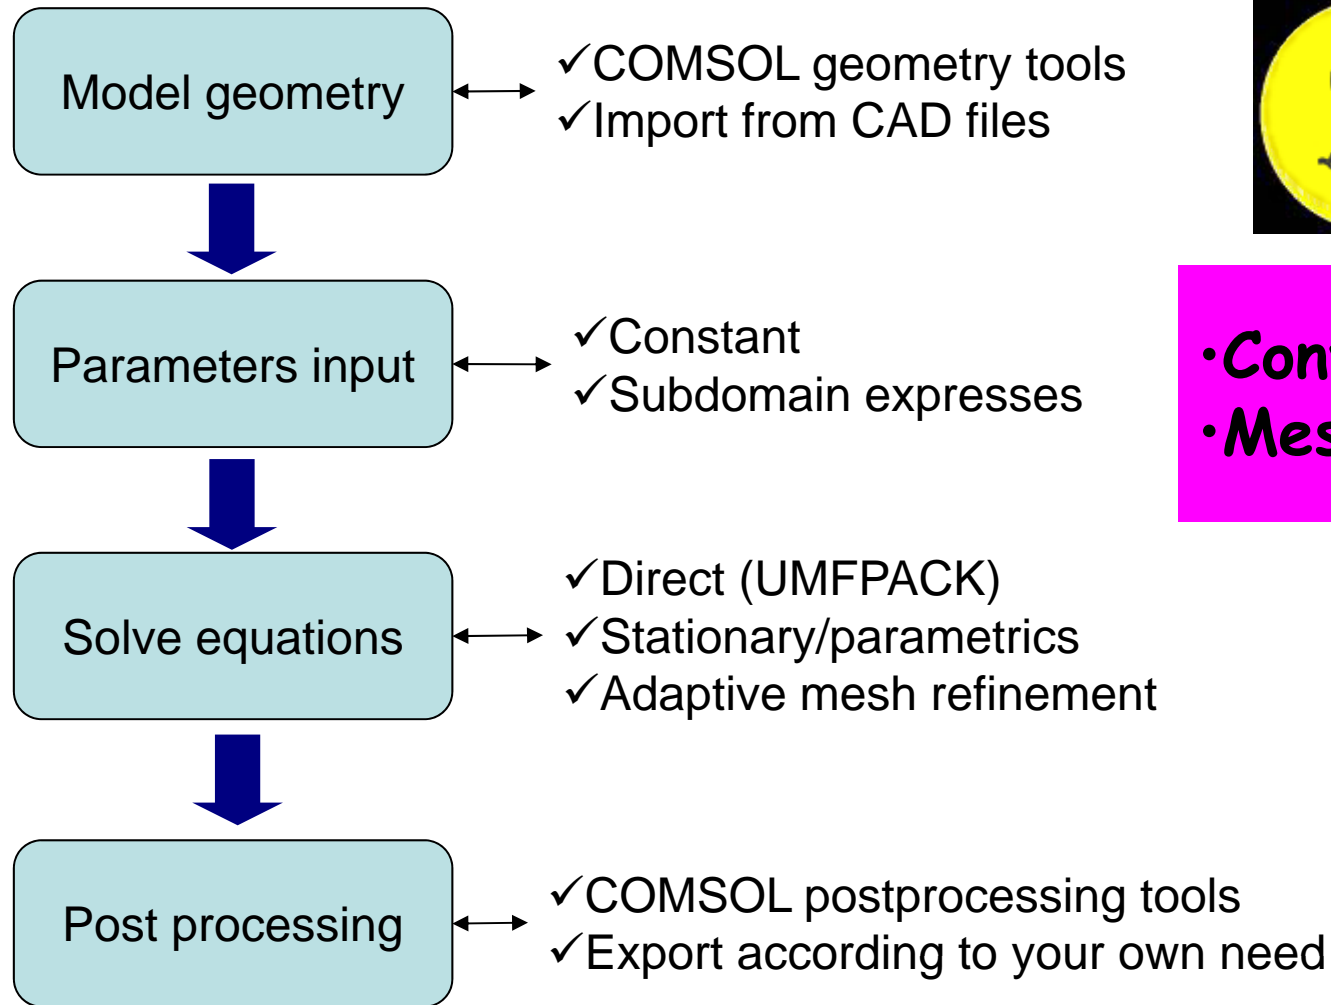 Model geometry
✓COMSOL geometry tools
✓Import from CAD files
Parameters input
✓Constant
✓Subdomain expresses
Solve equations
✓Direct (UMFPACK)
✓Stationary/parametrics
✓Adaptive mesh refinement
Post processing
✓COMSOL postprocessing tools
✓Export according to your own need